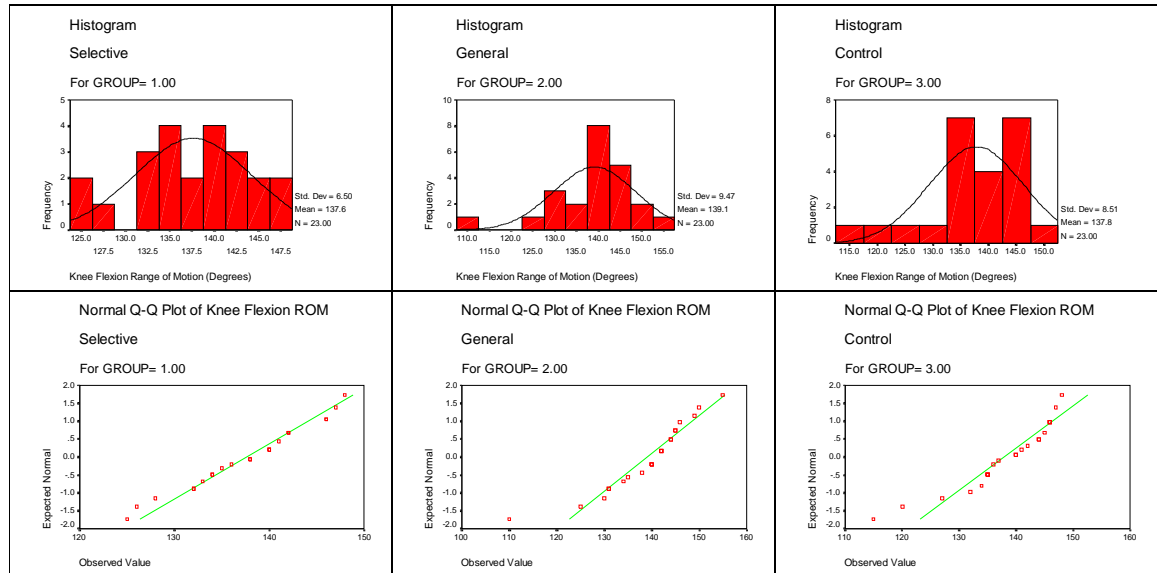 Histogram
Selective
For GROUP= 1.00
5
4
3
2
1
0
Frequency
Std. Dev = 6.50
Mean = 137.6
N = 23.00
125.0 130.0 135.0 140.0 145.0
127.5 132.5 137.5 142.5 147.5
Knee Flexion Range of Motion (Degrees)
Histogram
General
For GROUP= 2.00
10
8
6
4
2
0
Frequency
Std. Dev = 9.47
Mean = 139.1
N = 23.00
110.0 120.0 130.0 140.0 150.0
115.0 125.0 135.0 145.0 155.0
Knee Flexion Range of Motion (Degrees)
Histogram
Control
For GROUP= 3.00
8
6
4
2
0
Frequency
Std. Dev = 8.51
Mean = 137.8
N = 23.00
115.0 120.0 125.0 130.0 135.0 140.0 145.0 150.0
Knee Flexion Range of Motion (Degrees)
Normal Q-Q Plot of Knee Flexion ROM
Selective
For GROUP= 1.00
2.0
1.5
1.0
.5
0.0
-.5
-1.0
-1.5
-2.0
Expected Normal
120 130 140 150
Observed Value
Normal Q-Q Plot of Knee Flexion ROM
General
For GROUP= 2.00
2.0
1.5
1.0
.5
0.0
-.5
-1.0
-1.5
-2.0
Expected Normal
100 110 120 130 140 150 160
Observed Value
Normal Q-Q Plot of Knee Flexion ROM
Control
For GROUP= 3.00
2.0
1.5
1.0
.5
0.0
-.5
-1.0
-1.5
-2.0
Expected Normal
110 120 130 140 150 160
Observed Value